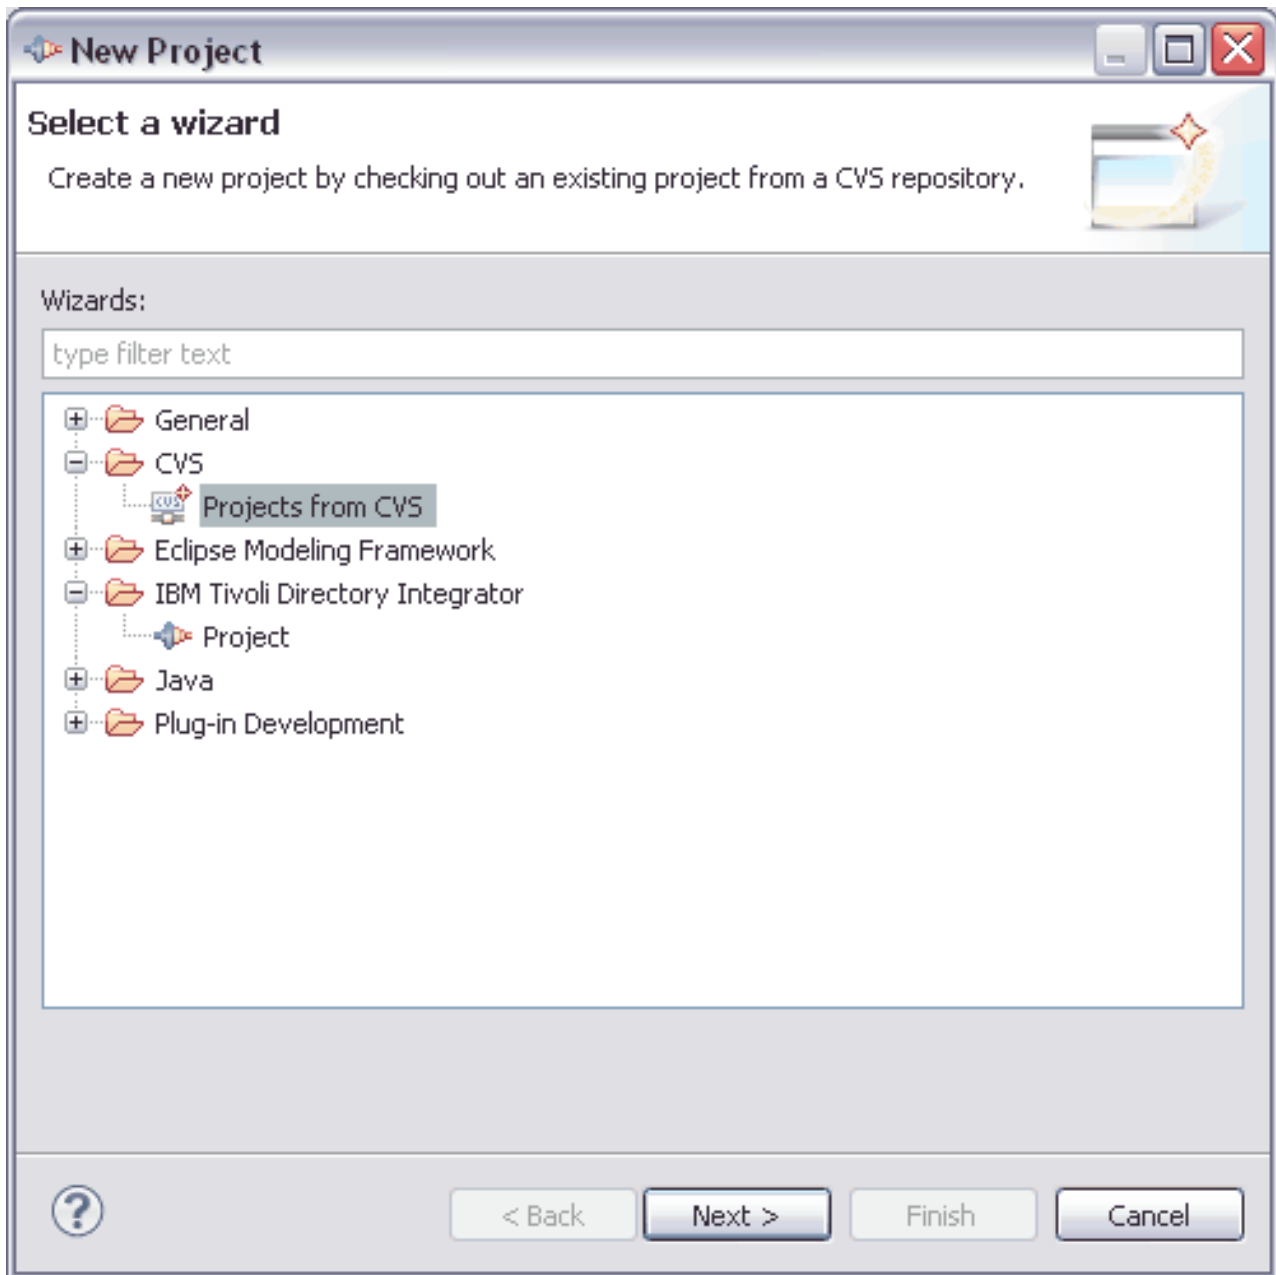 New Project
Select a wizard
Create a new project by checking out an existing project from a CVS repository.
Wizards:
type filter text
General
CVS
CVS
Projects from CVS
Eclipse Modeling Framework
IBM Tivoli Directory Integrator
Project
Java
Plug-in Development
?
< Back
Next >
Finish
Cancel